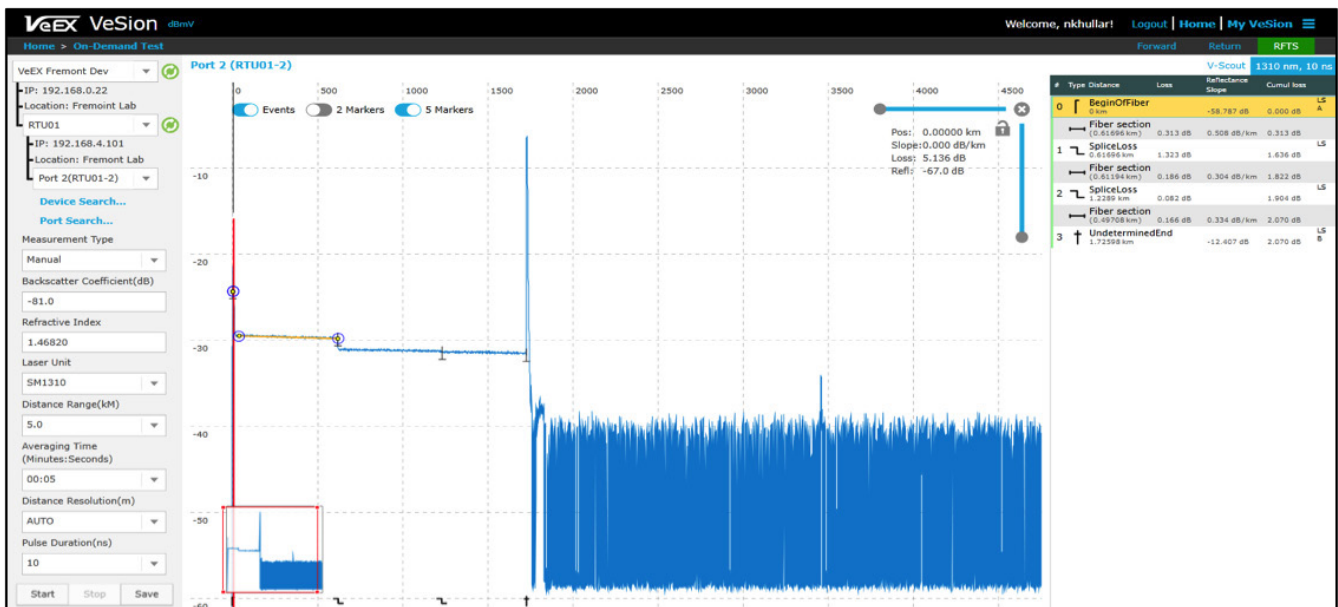 VeEX VeSion dBmV
Welcome, nkhullar! Logout | Home | My VeSion
Home > On-Demand Test
Forward Return RFTS
VeEX Fremont Dev
IP: 192.168.0.22
Location: Fremoint Lab
RTU01
IP: 192.168.4.101
Location: Fremont Lab
Port 2(RTU01-2)
Device Search...
Port Search...
Measurement Type
Manual
Backscatter Coefficient(dB)
-81.0
Refractive Index
1.46820
Laser Unit
SM1310
Distance Range(kM)
5.0
Averaging Time
(Minutes:Seconds)
00:05
Distance Resolution(m)
AUTO
Pulse Duration(ns)
10
Start Stop Save
Port 2 (RTU01-2)
V-Scout 1310 nm, 10 ns
0 500 1000 1500 2000 2500 3000 3500 4000 4500
Events 2 Markers 5 Markers
Pos: 0.00000 km
Slope:0.000 dB/km
Loss: 5.136 dB
Refl: -67.0 dB
-10
-20
-30
-40
-50
-60
# Type Distance Loss Reflectance Slope Cumul loss
0 BeginOfFiber LS
0 km -58.787 dB 0.000 dB A
Fiber section
(0.61696 km) 0.313 dB 0.508 dB/km 0.313 dB
1 SpliceLoss LS
0.61696 km 1.323 dB 1.636 dB
Fiber section
(0.61194 km) 0.186 dB 0.304 dB/km 1.822 dB
2 SpliceLoss LS
1.2289 km 0.082 dB 1.904 dB
Fiber section
(0.49708 km) 0.166 dB 0.334 dB/km 2.070 dB
3 UndeterminedEnd LS
1.72598 km -12.407 dB 2.070 dB B